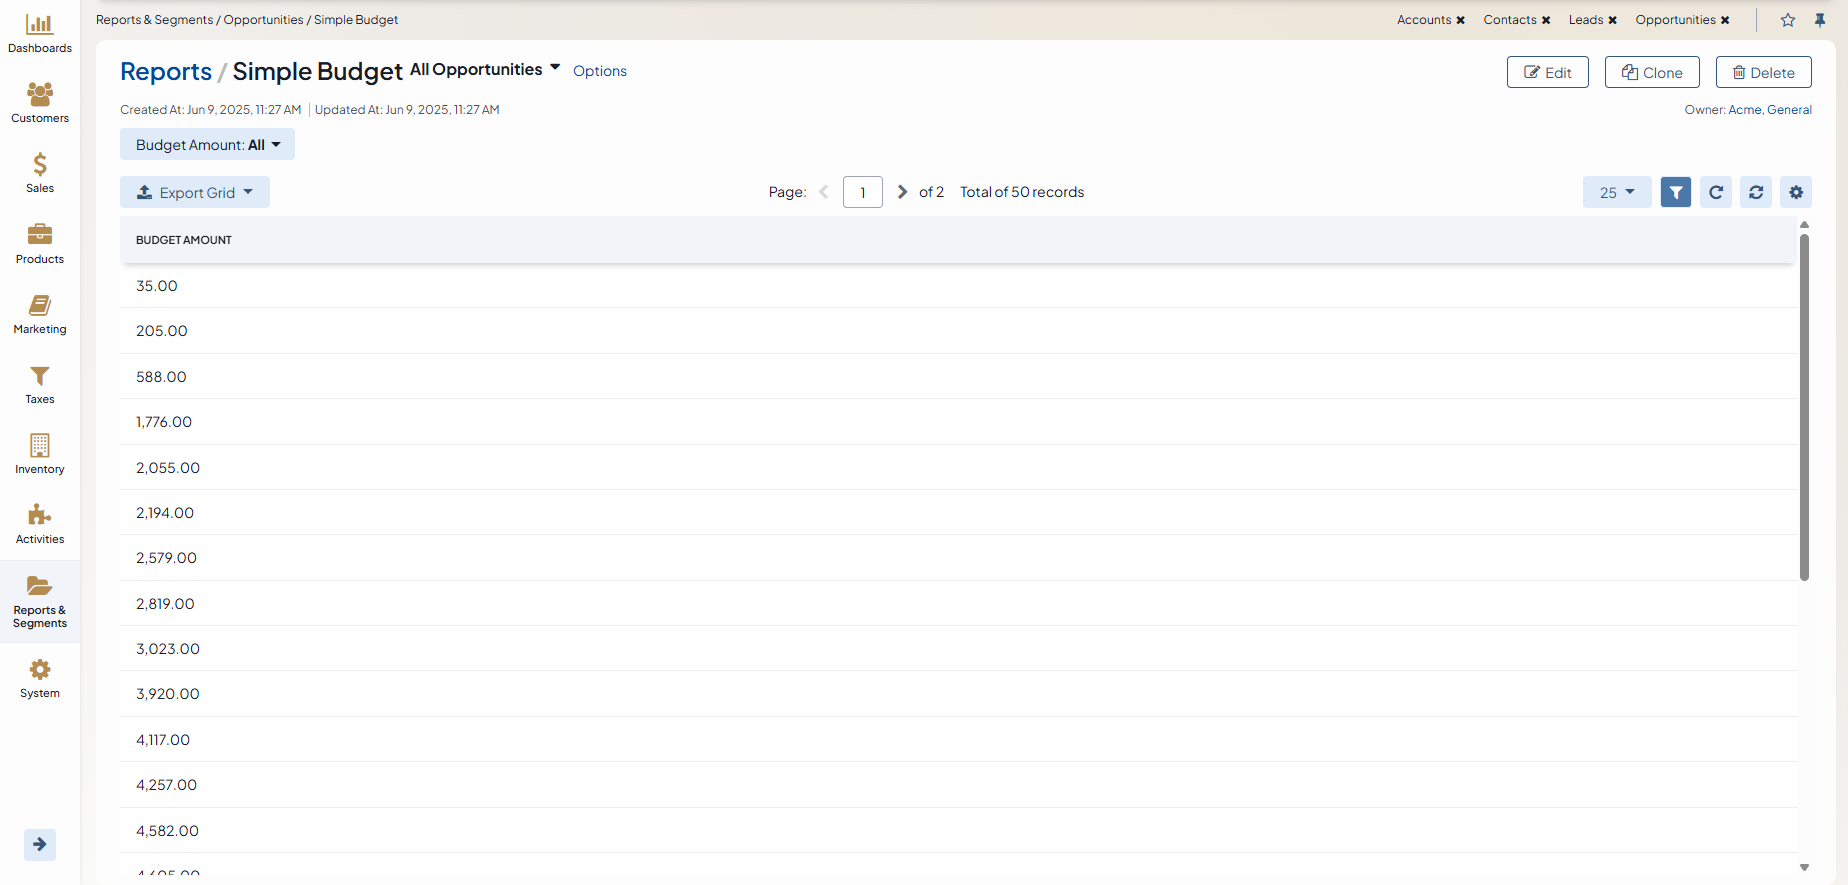 Dashboards
Customers
Sales
Products
Marketing
Taxes
Inventory
Activities
Reports &
Segments
System
Reports & Segments / Opportunities / Simple Budget
Accounts ✖ Contacts ✖ Leads ✖ Opportunities ✖
Reports / Simple Budget All Opportunities Options
Edit Clone Delete
Created At: Jun 9, 2025, 11:27 AM Updated At: Jun 9, 2025, 11:27 AM
Owner: Acme, General
Budget Amount: All
Export Grid
Page: 1 of 2 Total of 50 records
25
BUDGET AMOUNT
35.00
205.00
588.00
1,776.00
2,055.00
2,194.00
2,579.00
2,819.00
3,023.00
3,920.00
4,117.00
4,257.00
4,582.00